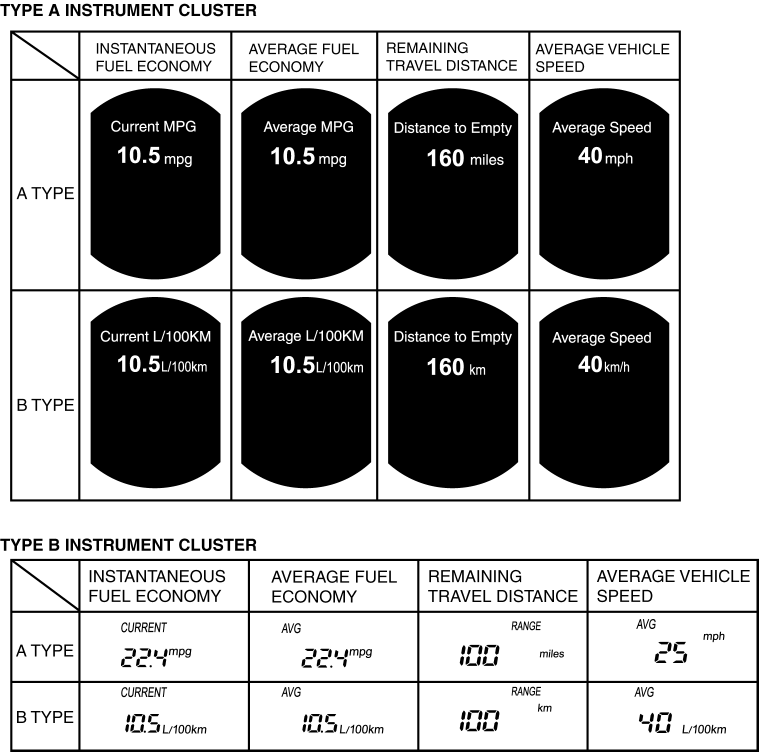 TYPE A INSTRUMENT CLUSTER
INSTANTANEOUS
FUEL ECONOMY
AVERAGE FUEL
ECONOMY
REMAINING
TRAVEL DISTANCE
AVERAGE VEHICLE
SPEED
A TYPE
Current MPG
10.5 mpg
Average MPG
10.5 mpg
Distance to Empty
160 miles
Average Speed
40 mph
B TYPE
Current L/100KM
10.5 L/100km
Average L/100KM
10.5 L/100km
Distance to Empty
160 km
Average Speed
40 km/h
TYPE B INSTRUMENT CLUSTER
INSTANTANEOUS
FUEL ECONOMY
AVERAGE FUEL
ECONOMY
REMAINING
TRAVEL DISTANCE
AVERAGE VEHICLE
SPEED
A TYPE
CURRENT
22.4 mpg
AVG
22.4 mpg
RANGE
100 miles
AVG
25 mph
B TYPE
CURRENT
10.5 L/100km
AVG
10.5 L/100km
RANGE
100 km
AVG
40 L/100km